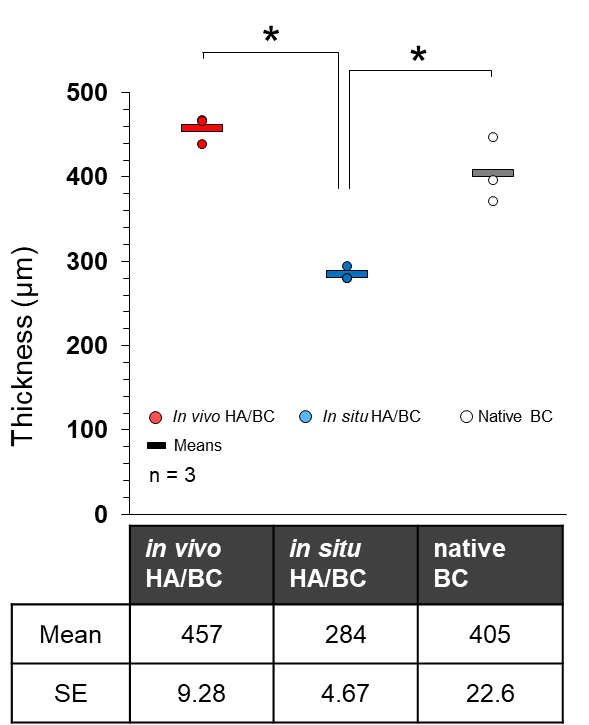 *
*
500
400
300
200
100
0
Thickness (μm)
In vivo HA/BC In situ HA/BC Native BC
Means
n = 3
in vivo HA/BC in situ HA/BC native BC
Mean 457 284 405
SE 9.28 4.67 22.6